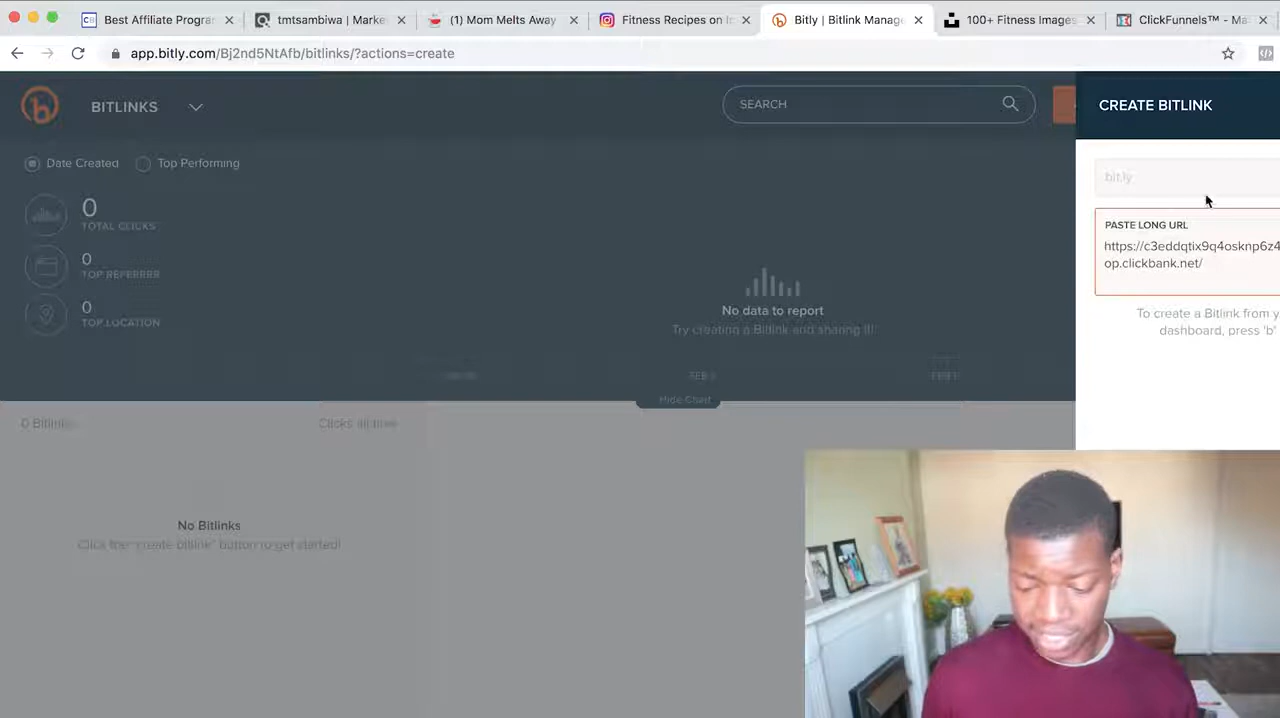 Best Affiliate Progra
tmtsambiwa | Marke
(1) Mom Melts Away
Fitness Recipes on I
Bitly | Bitlink Manage
100+ Fitness Images
ClickFunnels™ - Ma
app.bitly.com/Bj2nd5NtAfb/bitlinks/?actions=create
BITLINKS
SEARCH
CREATE BITLINK
Date Created
Top Performing
bit.ly
0
TOTAL CLICKS
PASTE LONG URL
https://c3eddqtix9q4osknp6z4
op.clickbank.net/
0
TOP REFERRER
0
TOP LOCATION
No data to report
Try creating a Bitlink and sharing it!
To create a Bitlink from y
dashboard, press 'b'
Hide Chart
0 Bitlinks
Clicks all time
No Bitlinks
Click the "create bitlink" button to get started!